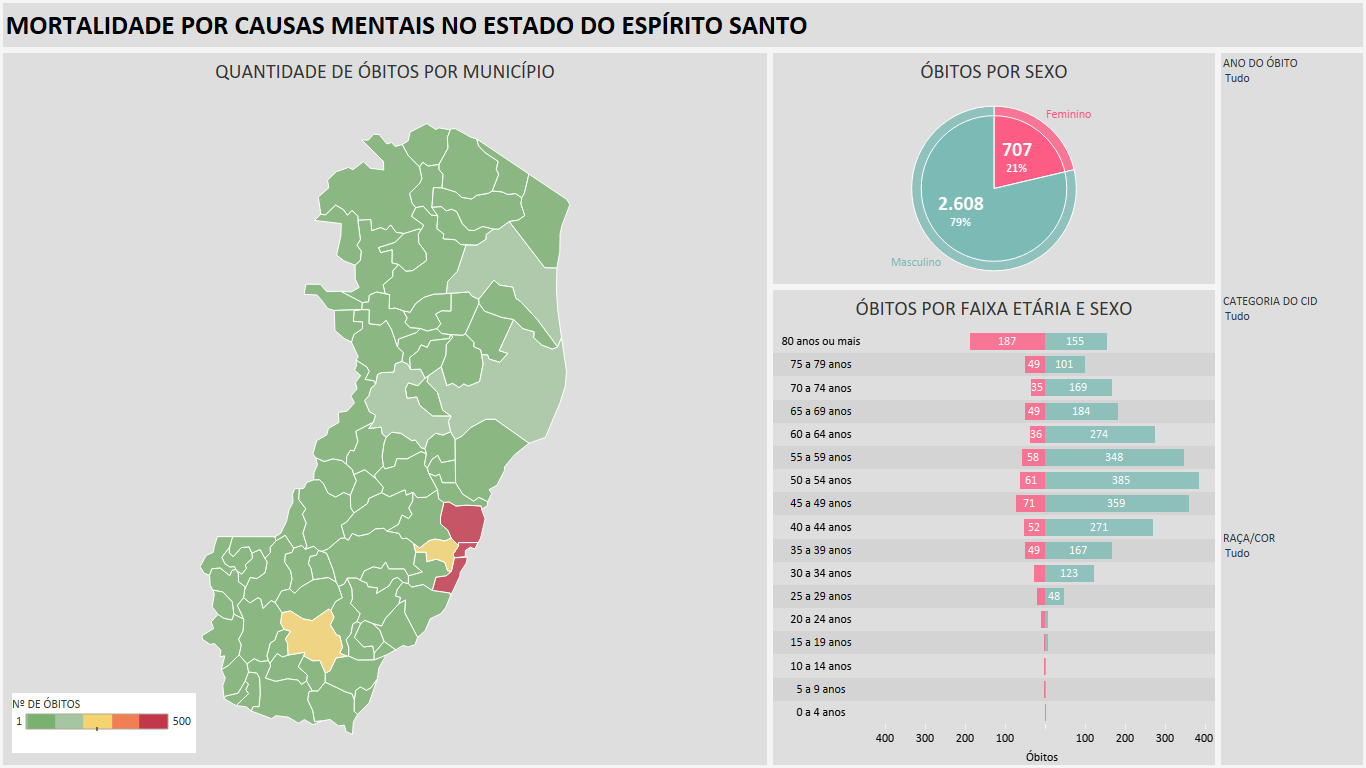 MORTALIDADE POR CAUSAS MENTAIS NO ESTADO DO ESPÍRITO SANTO
QUANTIDADE DE ÓBITOS POR MUNICÍPIO
Nº DE ÓBITOS
1 500
ÓBITOS POR SEXO
Feminino
707
21%
2.608
79%
Masculino
ÓBITOS POR FAIXA ETÁRIA E SEXO
80 anos ou mais 187 155
75 a 79 anos 49 101
70 a 74 anos 35 169
65 a 69 anos 49 184
60 a 64 anos 36 274
55 a 59 anos 58 348
50 a 54 anos 61 385
45 a 49 anos 71 359
40 a 44 anos 52 271
35 a 39 anos 49 167
30 a 34 anos 123
25 a 29 anos 48
20 a 24 anos
15 a 19 anos
10 a 14 anos
5 a 9 anos
0 a 4 anos
400 300 200 100 100 200 300 400
Óbitos
ANO DO ÓBITO
Tudo
CATEGORIA DO CID
Tudo
RAÇA/COR
Tudo